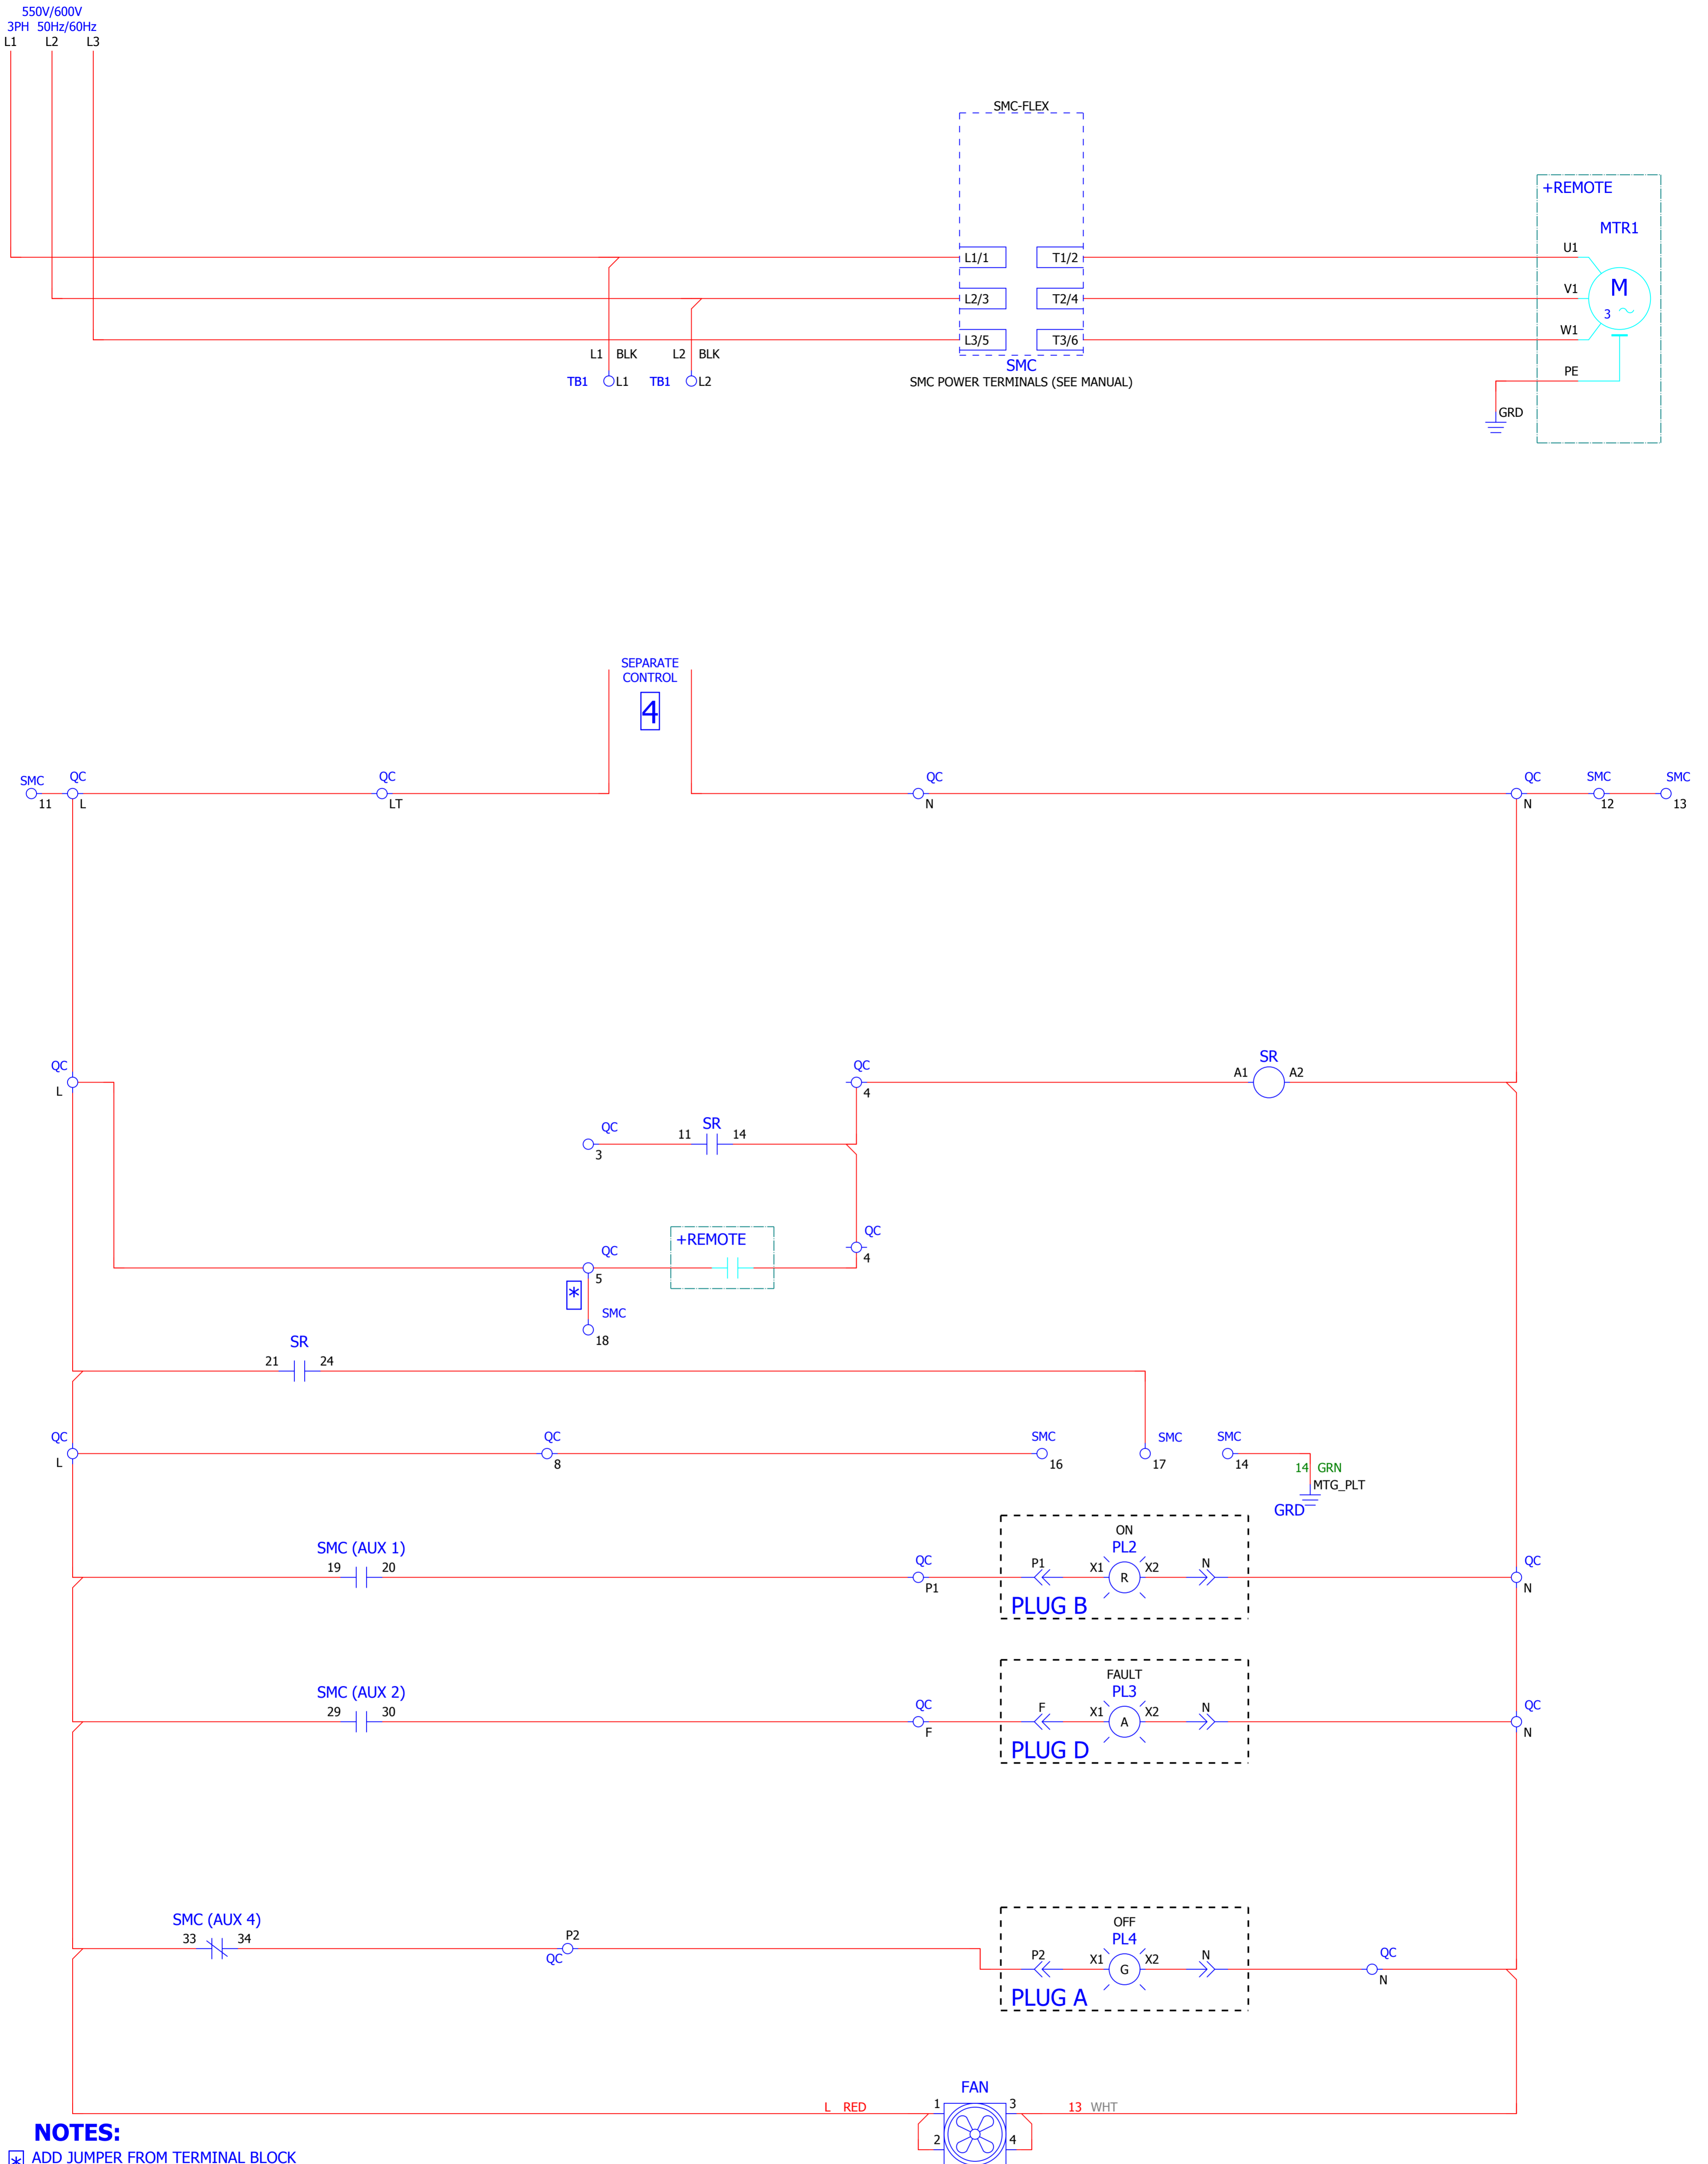 550V/600V
3PH 50Hz/60Hz
L1 L2 L3
SMC-FLEX
+REMOTE
MTR1
U1
L1/1 T1/2
M
3
V1
L2/3 T2/4
W1
L3/5 T3/6
L1 BLK L2 BLK
SMC
PE
TB1 L1 TB1 L2
SMC POWER TERMINALS (SEE MANUAL)
GRD
SEPARATE
CONTROL
4
SMC QC QC QC QC SMC SMC
11 L LT N N 12 13
QC QC SR
L 4 A1 A2
QC SR
3 11 14
+REMOTE
QC QC
5 4
*
SMC
18
SR
21 24
QC QC SMC SMC SMC
L 8 16 17 14
14 GRN
MTG_PLT
GRD
ON
SMC (AUX 1) PL2
19 20 QC P1 X1 X2 N QC
R
P1 N
PLUG B
FAULT
SMC (AUX 2) PL3
29 30 QC F X1 X2 N QC
A
F N
PLUG D
SMC (AUX 4) OFF
33 34 P2 PL4
QC P2 X1 X2 N QC
G
N
PLUG A
FAN
L RED 1 3 13 WHT
2 4
NOTES:
* ADD JUMPER FROM TERMINAL BLOCK